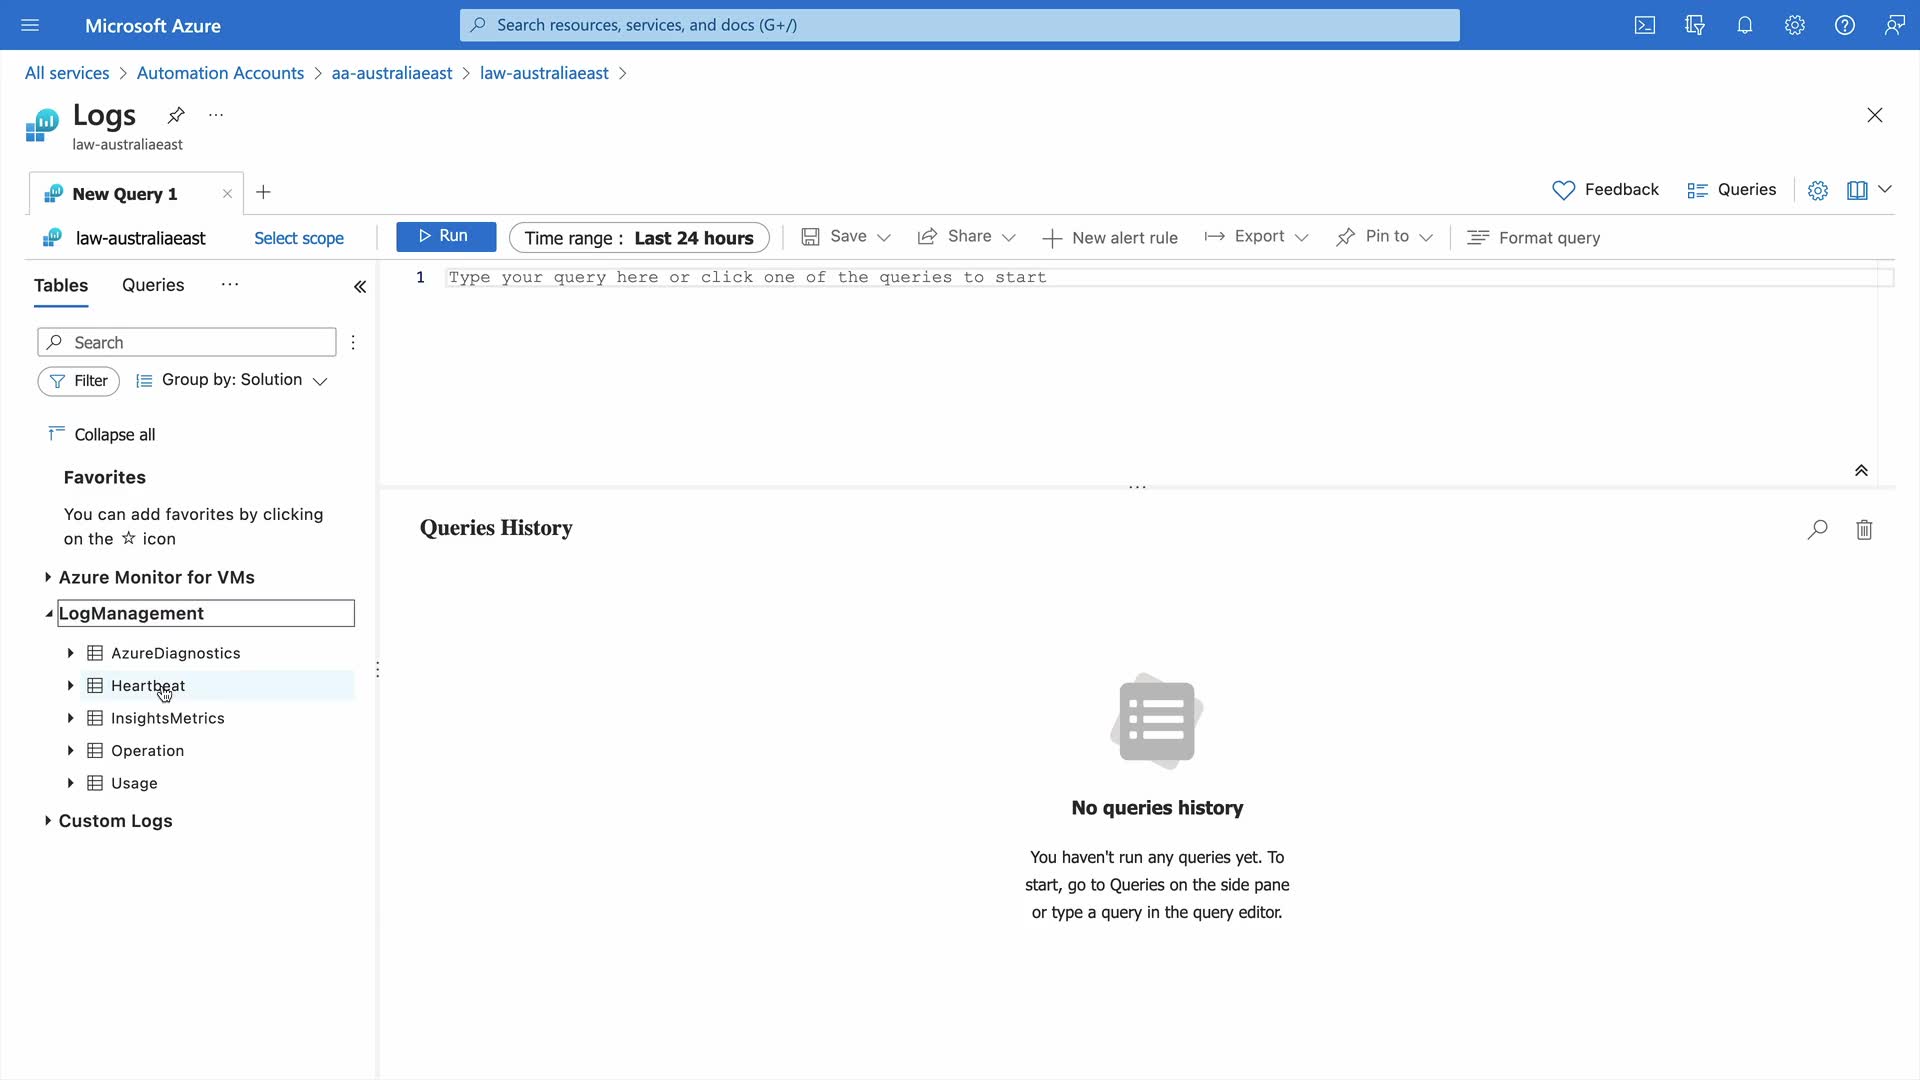 Microsoft Azure
Search resources, services, and docs (G+/)
All services > Automation Accounts > aa-australiaeast > law-australiaeast >
Logs
law-australiaeast
New Query 1
Feedback
Queries
law-australiaeast
Select scope
Run
Time range : Last 24 hours
Save
Share
New alert rule
Export
Pin to
Format query
Tables
Queries
1
Type your query here or click one of the queries to start
Search
Filter
Group by: Solution
Collapse all
Favorites
You can add favorites by clicking
on the ☆ icon
Azure Monitor for VMs
LogManagement
AzureDiagnostics
Heartbeat
InsightsMetrics
Operation
Usage
Custom Logs
Queries History
No queries history
You haven't run any queries yet. To
start, go to Queries on the side pane
or type a query in the query editor.